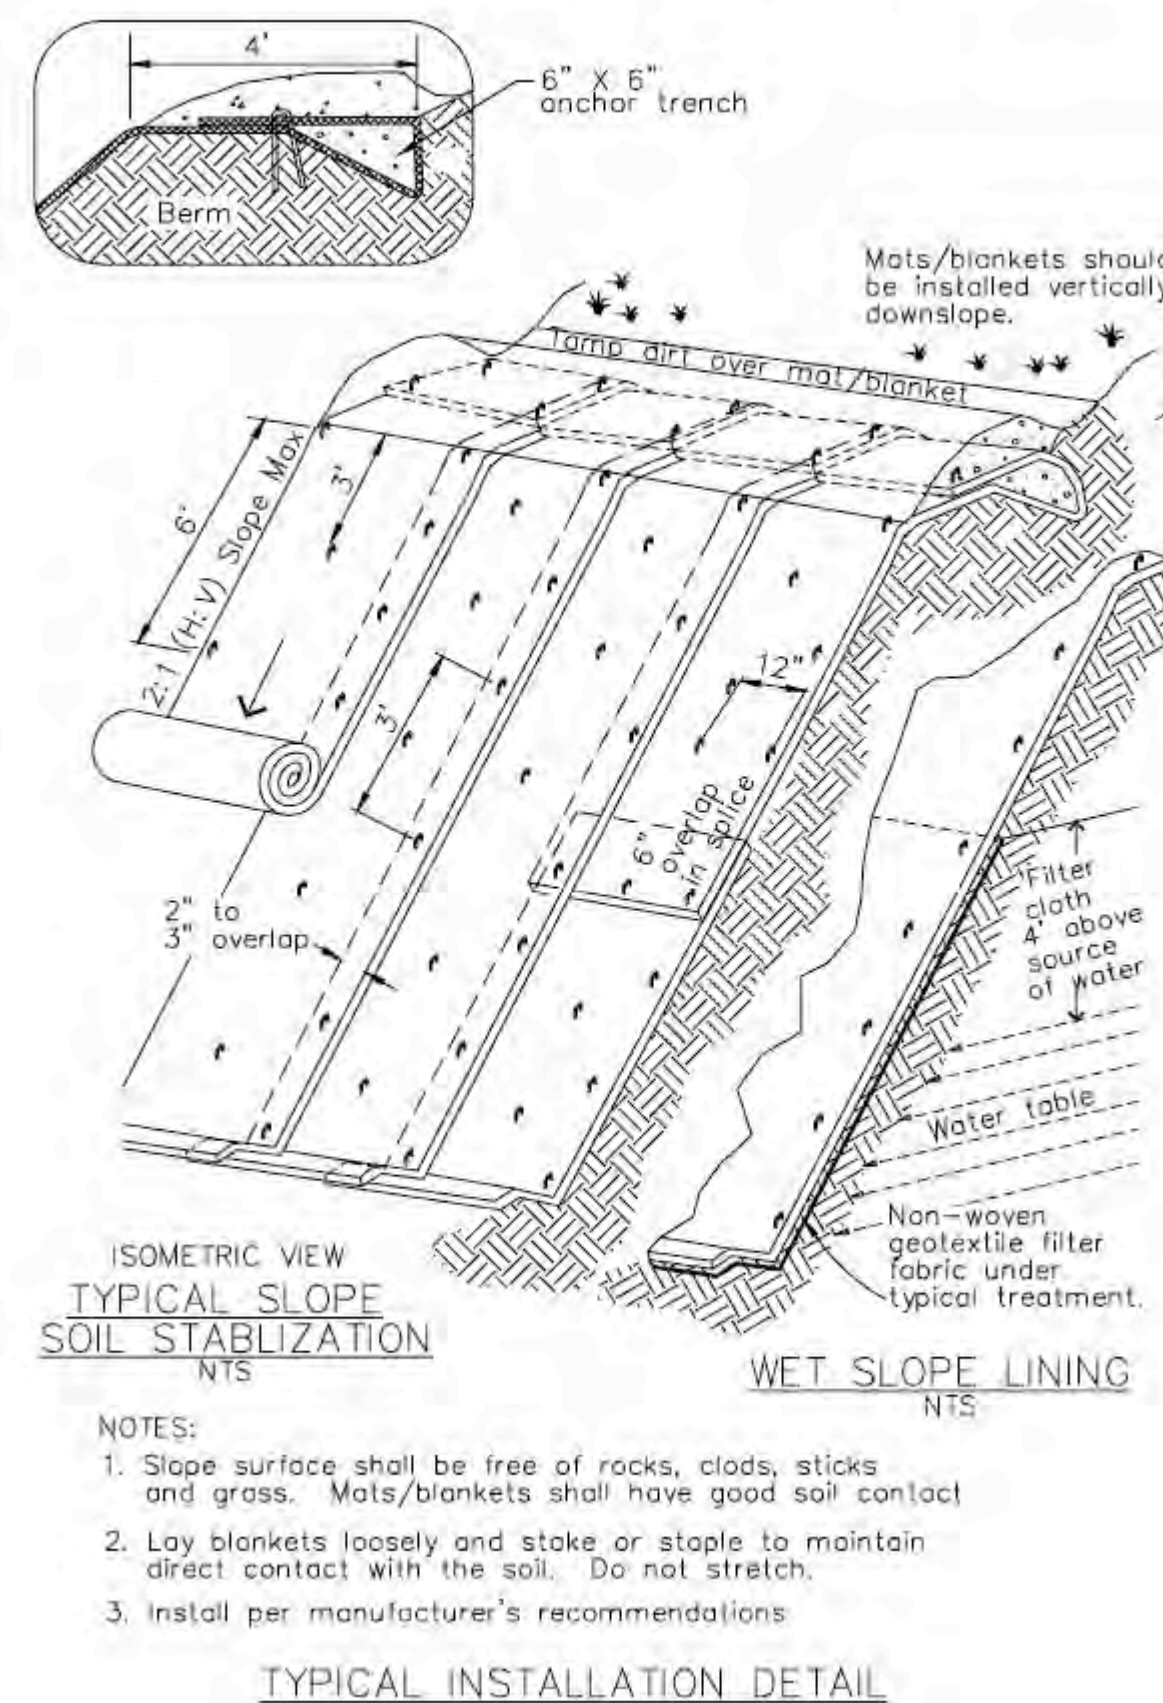 4'
6" X 6"
anchor trench
Berm
Mats/blankets should
be installed vertically
downslope.
Tamp dirt over mat/blanket
6'
2:1 (H:V) Slope Max
3"
3'
12"
6"
overlap
in splice
2" to
3" overlap
Filter
cloth
4' above
source
of water
Water table
Non-woven
geotextile filter
fabric under
typical treatment.
ISOMETRIC VIEW
TYPICAL SLOPE
SOIL STABLIZATION
NTS
WET SLOPE LINING
NTS
NOTES:
1. Slope surface shall be free of rocks, clods, sticks
and grass. Mats/blankets shall have good soil contact
2. Lay blankets loosely and stake or staple to maintain
direct contact with the soil. Do not stretch.
3. Install per manufacturer's recommendations
TYPICAL INSTALLATION DETAIL